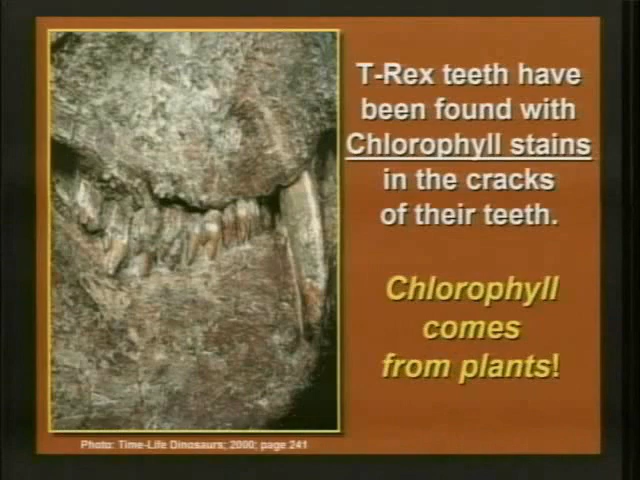 T-Rex teeth have
been found with
Chlorophyll stains
in the cracks
of their teeth.
Chlorophyll
comes
from plants!
Photo: Time-Life Dinosaurs; 2000; page 241